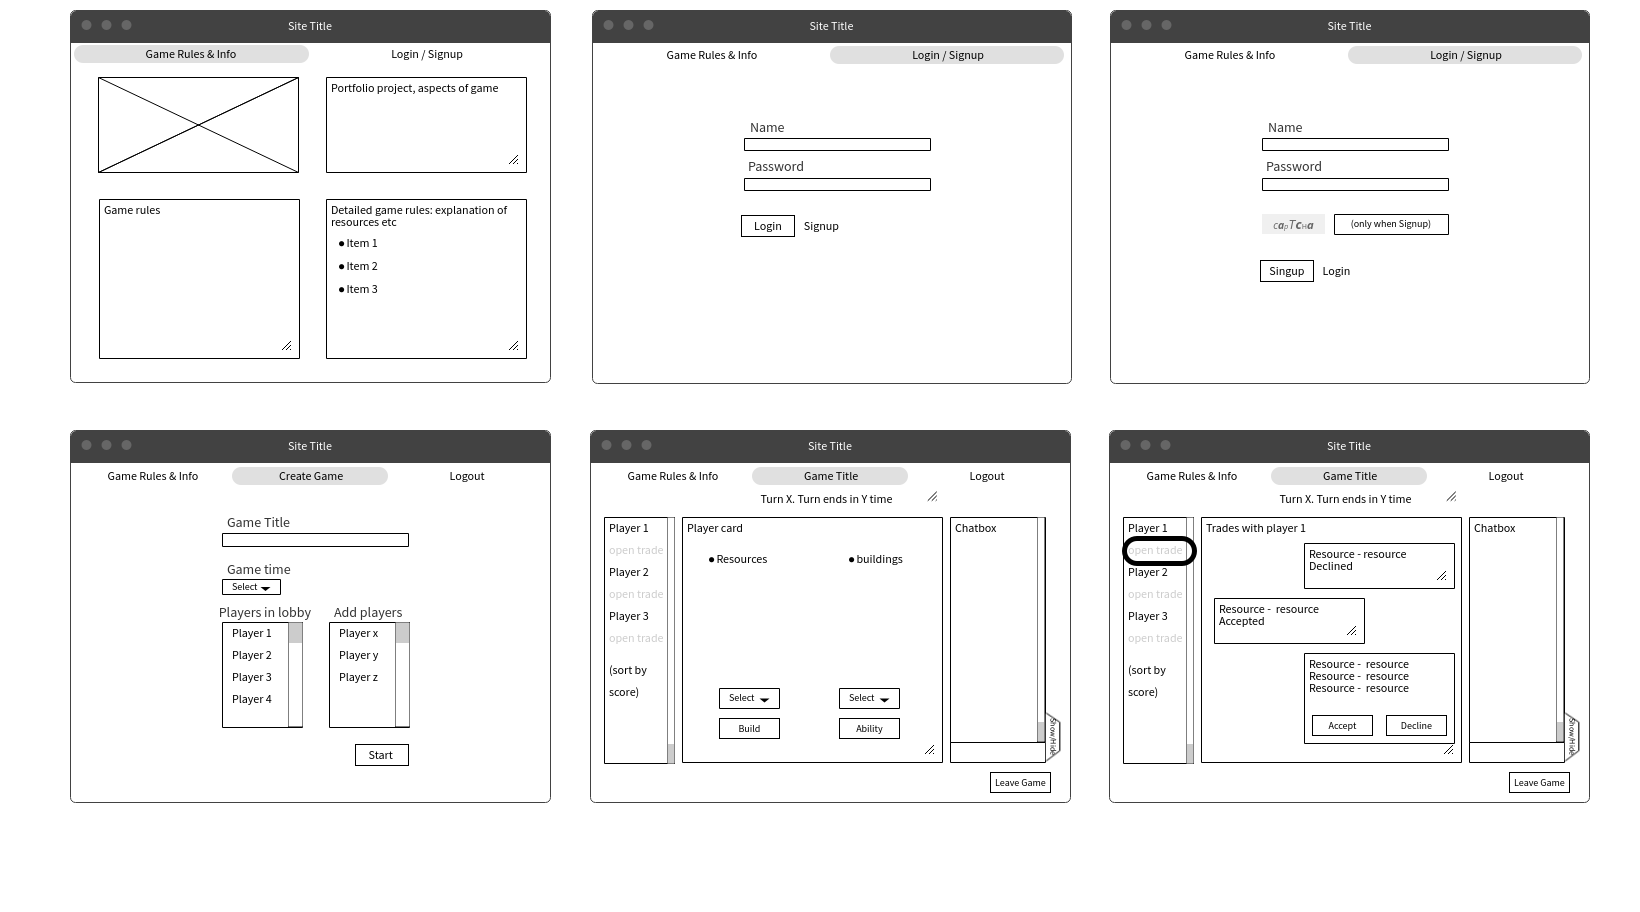 Site Title
Game Rules & Info
Login / Signup
Portfolio project, aspects of game
Game rules
Detailed game rules: explanation of
resources etc
Item 1
Item 2
Item 3
Site Title
Game Rules & Info
Login / Signup
Name
Password
Login
Signup
Site Title
Game Rules & Info
Login / Signup
Name
Password
capTcHa
(only when Signup)
Singup
Login
Site Title
Game Rules & Info
Create Game
Logout
Game Title
Game time
Select
Players in lobby
Add players
Player 1
Player 2
Player 3
Player 4
Player x
Player y
Player z
Start
Site Title
Game Rules & Info
Game Title
Logout
Turn X. Turn ends in Y time
Player 1
open trade
Player 2
open trade
Player 3
open trade
(sort by
score)
Player card
Resources
buildings
Select
Select
Build
Ability
Chatbox
Show/Hide
Leave Game
Site Title
Game Rules & Info
Game Title
Logout
Turn X. Turn ends in Y time
Player 1
open trade
Player 2
open trade
Player 3
open trade
(sort by
score)
Trades with player 1
Resource - resource
Declined
Resource - resource
Accepted
Resource - resource
Resource - resource
Resource - resource
Accept
Decline
Chatbox
Show/Hide
Leave Game